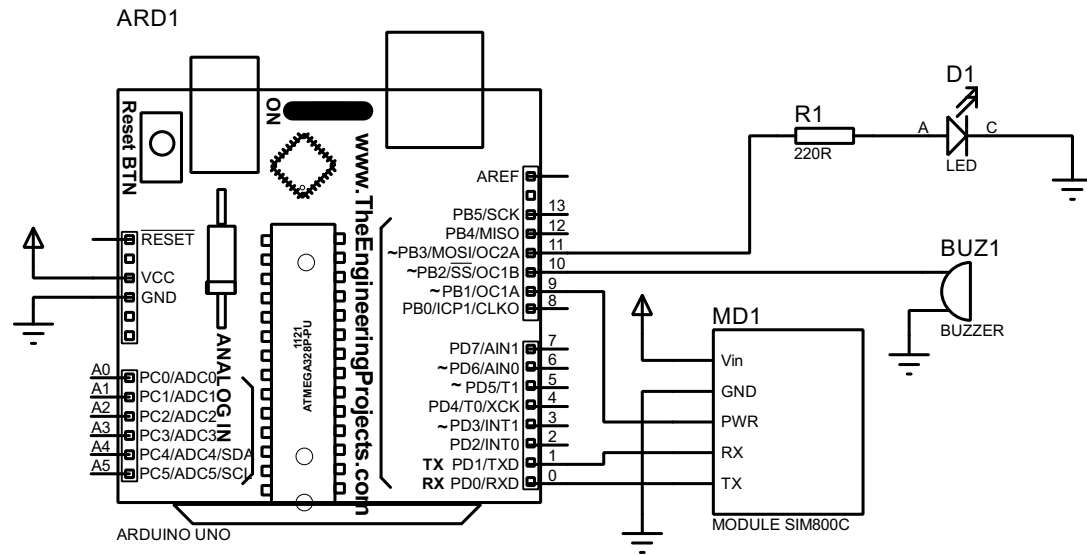 ARD1
Reset BTN
ON
www.TheEngineeringProjects.com
RESET
VCC
GND
ANALOG IN
1121
ATMEGA328P-PU
A0 PC0/ADC0
A1 PC1/ADC1
A2 PC2/ADC2
A3 PC3/ADC3
A4 PC4/ADC4/SDA
A5 PC5/ADC5/SCL
AREF
PB5/SCK 13
PB4/MISO 12
~PB3/MOSI/OC2A 11
~PB2/SS/OC1B 10
~PB1/OC1A 9
PB0/ICP1/CLKO 8
PD7/AIN1 7
~PD6/AIN0 6
~PD5/T1 5
PD4/T0/XCK 4
~PD3/INT1 3
PD2/INT0 2
TX PD1/TXD 1
RX PD0/RXD 0
ARDUINO UNO
R1
220R
D1
A C
LED
BUZ1
BUZZER
MD1
Vin
GND
PWR
RX
TX
MODULE SIM800C